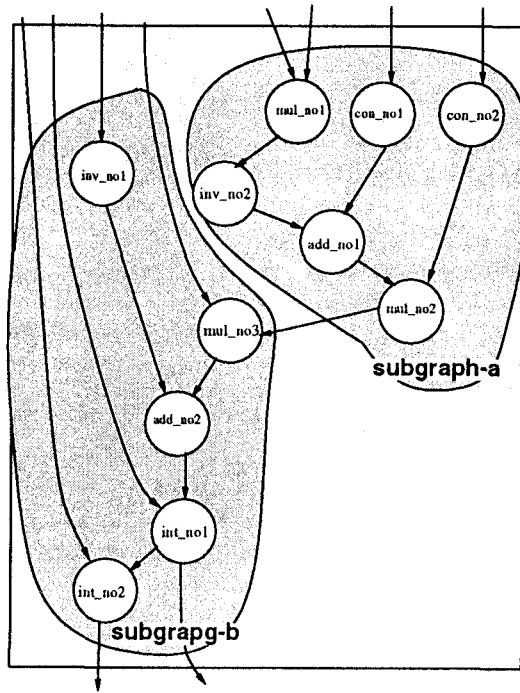 mul_no1
con_no1
con_no2
inv_no1
inv_no2
add_no1
mul_no2
mul_no3
subgraph-a
add_no2
int_no1
int_no2
subgrapg-b